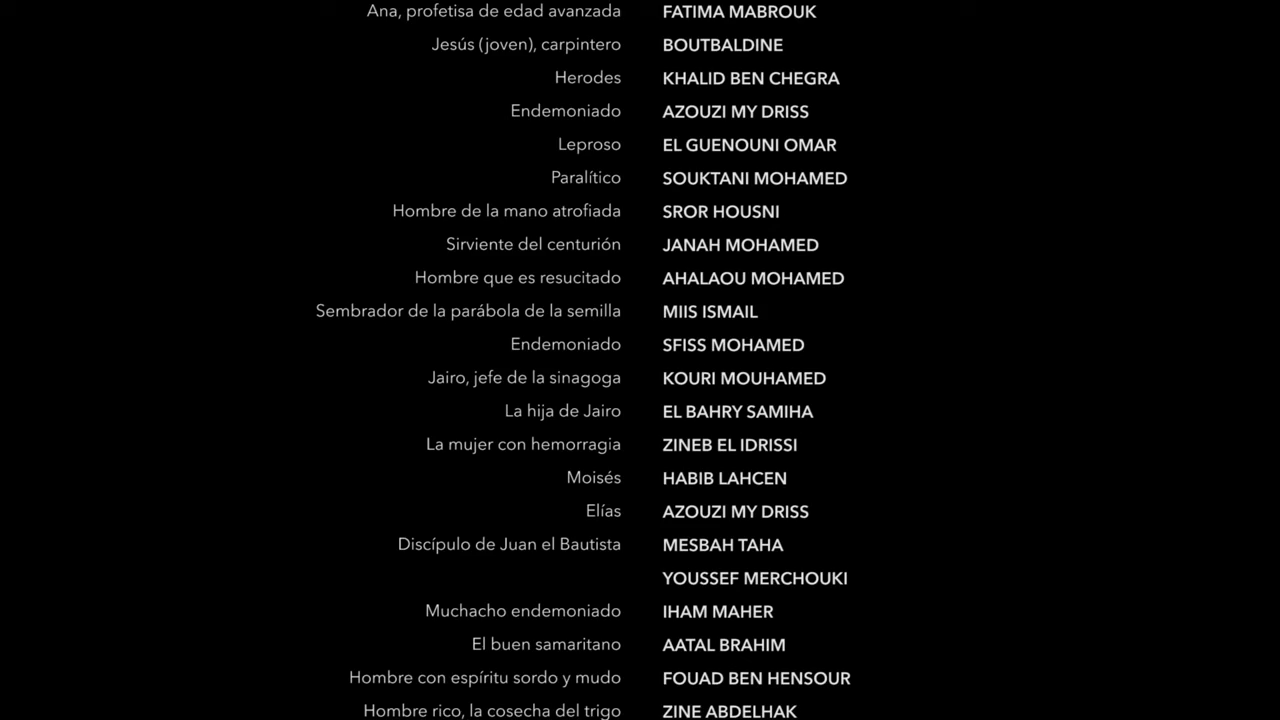 Ana, profetisa de edad avanzada FATIMA MABROUK
Jesús (joven), carpintero BOUTBALDINE
Herodes KHALID BEN CHEGRA
Endemoniado AZOUZI MY DRISS
Leproso EL GUENOUNI OMAR
Paralítico SOUKTANI MOHAMED
Hombre de la mano atrofiada SROR HOUSNI
Sirviente del centurión JANAH MOHAMED
Hombre que es resucitado AHALAOU MOHAMED
Sembrador de la parábola de la semilla MIIS ISMAIL
Endemoniado SFISS MOHAMED
Jairo, jefe de la sinagoga KOURI MOUHAMED
La hija de Jairo EL BAHRY SAMIHA
La mujer con hemorragia ZINEB EL IDRISSI
Moisés HABIB LAHCEN
Elías AZOUZI MY DRISS
Discípulo de Juan el Bautista MESBAH TAHA
YOUSSEF MERCHOUKI
Muchacho endemoniado IHAM MAHER
El buen samaritano AATAL BRAHIM
Hombre con espíritu sordo y mudo FOUAD BEN HENSOUR
Hombre rico, la cosecha del trigo ZINE ABDELHAK